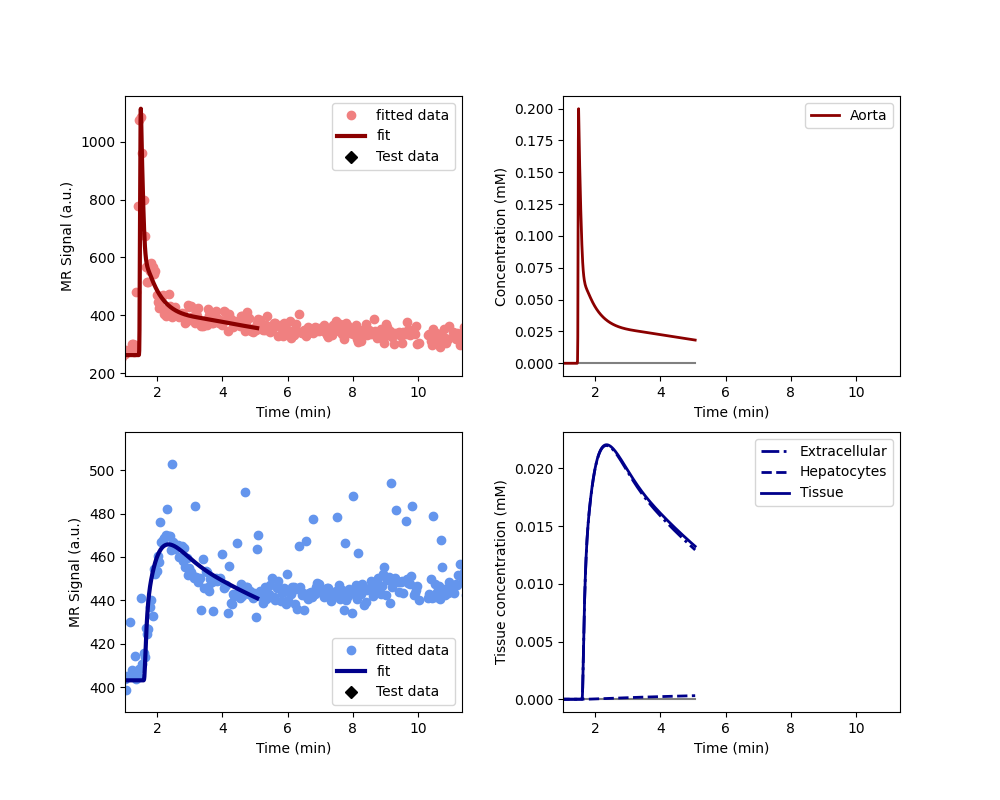 MR Signal (a.u.)
1000
800
600
400
200
fitted data
fit
Test data
2
4
6
8
10
Time (min)
Concentration (mM)
0.200
0.175
0.150
0.125
0.100
0.075
0.050
0.025
0.000
Aorta
2
4
6
8
10
Time (min)
MR Signal (a.u.)
500
480
460
440
420
400
fitted data
fit
Test data
2
4
6
8
10
Time (min)
Tissue concentration (mM)
0.020
0.015
0.010
0.005
0.000
Extracellular
Hepatocytes
Tissue
2
4
6
8
10
Time (min)